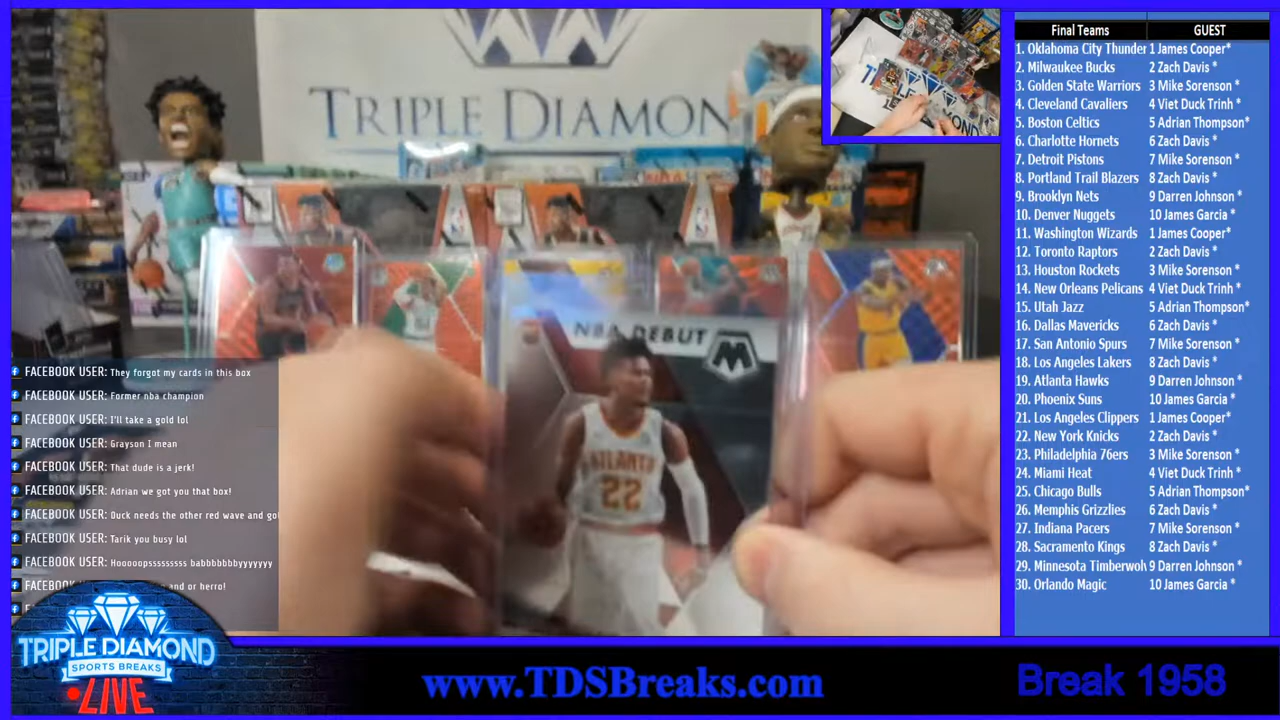 TRIPLE DIAMON
NBA DEBUT
ATLANTA
22
Final Teams GUEST
1. Oklahoma City Thunder 1 James Cooper*
2. Milwaukee Bucks 2 Zach Davis *
3. Golden State Warriors 3 Mike Sorenson *
4. Cleveland Cavaliers 4 Viet Duck Trinh *
5. Boston Celtics 5 Adrian Thompson*
6. Charlotte Hornets 6 Zach Davis *
7. Detroit Pistons 7 Mike Sorenson *
8. Portland Trail Blazers 8 Zach Davis *
9. Brooklyn Nets 9 Darren Johnson *
10. Denver Nuggets 10 James Garcia *
11. Washington Wizards 1 James Cooper*
12. Toronto Raptors 2 Zach Davis *
13. Houston Rockets 3 Mike Sorenson *
14. New Orleans Pelicans 4 Viet Duck Trinh *
15. Utah Jazz 5 Adrian Thompson*
16. Dallas Mavericks 6 Zach Davis *
17. San Antonio Spurs 7 Mike Sorenson *
18. Los Angeles Lakers 8 Zach Davis *
19. Atlanta Hawks 9 Darren Johnson *
20. Phoenix Suns 10 James Garcia *
21. Los Angeles Clippers 1 James Cooper*
22. New York Knicks 2 Zach Davis *
23. Philadelphia 76ers 3 Mike Sorenson *
24. Miami Heat 4 Viet Duck Trinh *
25. Chicago Bulls 5 Adrian Thompson*
26. Memphis Grizzlies 6 Zach Davis *
27. Indiana Pacers 7 Mike Sorenson *
28. Sacramento Kings 8 Zach Davis *
29. Minnesota Timberwolv 9 Darren Johnson *
30. Orlando Magic 10 James Garcia *
FACEBOOK USER: They forgot my cards in this box
FACEBOOK USER: Former nba champion
FACEBOOK USER: I'll take a gold lol
FACEBOOK USER: Grayson I mean
FACEBOOK USER: That dude is a jerk!
FACEBOOK USER: Adrian we got you that box!
FACEBOOK USER: Duck needs the other red wave and go
FACEBOOK USER: Tarik you busy lol
FACEBOOK USER: Hooooopsssssssss babbbbbbbyyyyyyy
FACEBO and or herro!
TRIPLE DIAMOND
SPORTS BREAKS
LIVE
www.TDSBreaks.com
Break 1958